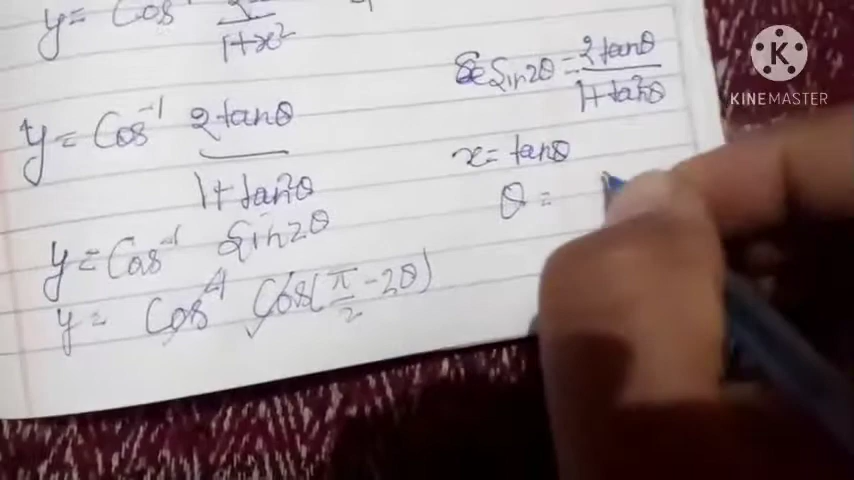 y = Cos⁻¹ 2x / 1+x²
y = Cos⁻¹ 2tanθ / 1+tan²θ
y = Cos⁻¹ Sin2θ
y = Cos⁻¹ Cos(π/2 - 2θ)
Sin2θ = 2tanθ / 1+tan²θ
x = tanθ
θ =
K
KINEMASTER